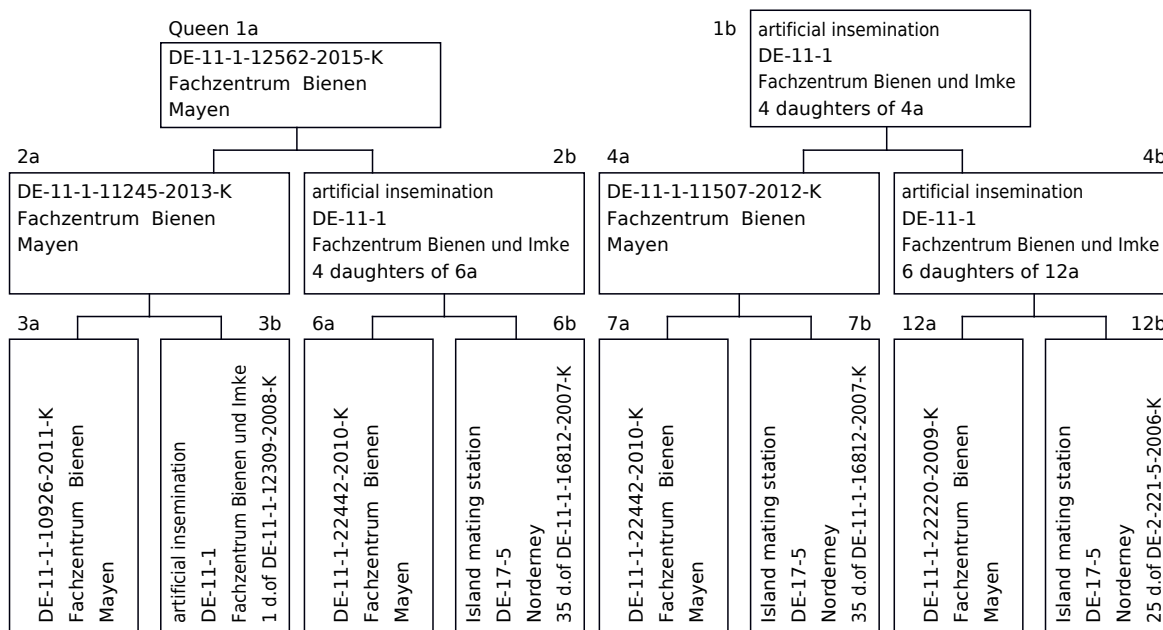 Queen 1a
DE-11-1-12562-2015-K
Fachzentrum Bienen
Mayen
1b
artificial insemination
DE-11-1
Fachzentrum Bienen und Imke
4 daughters of 4a
2a
DE-11-1-11245-2013-K
Fachzentrum Bienen
Mayen
2b
artificial insemination
DE-11-1
Fachzentrum Bienen und Imke
4 daughters of 6a
4a
DE-11-1-11507-2012-K
Fachzentrum Bienen
Mayen
4b
artificial insemination
DE-11-1
Fachzentrum Bienen und Imke
6 daughters of 12a
3a
DE-11-1-10926-2011-K
Fachzentrum Bienen
Mayen
3b
artificial insemination
DE-11-1
Fachzentrum Bienen und Imke
1 d.of DE-11-1-12309-2008-K
6a
DE-11-1-22442-2010-K
Fachzentrum Bienen
Mayen
6b
Island mating station
DE-17-5
Norderney
35 d.of DE-11-1-16812-2007-K
7a
DE-11-1-22442-2010-K
Fachzentrum Bienen
Mayen
7b
Island mating station
DE-17-5
Norderney
35 d.of DE-11-1-16812-2007-K
12a
DE-11-1-22220-2009-K
Fachzentrum Bienen
Mayen
12b
Island mating station
DE-17-5
Norderney
25 d.of DE-2-221-5-2006-K